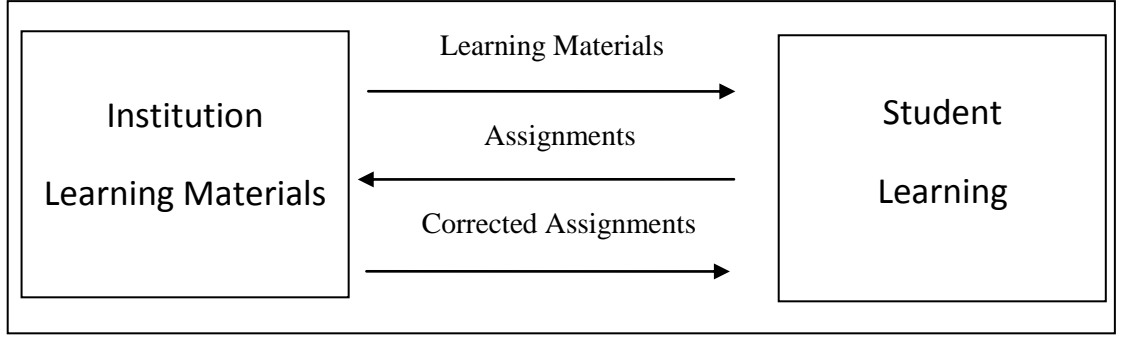 Institution
Learning Materials
Learning Materials
Assignments
Corrected Assignments
Student
Learning